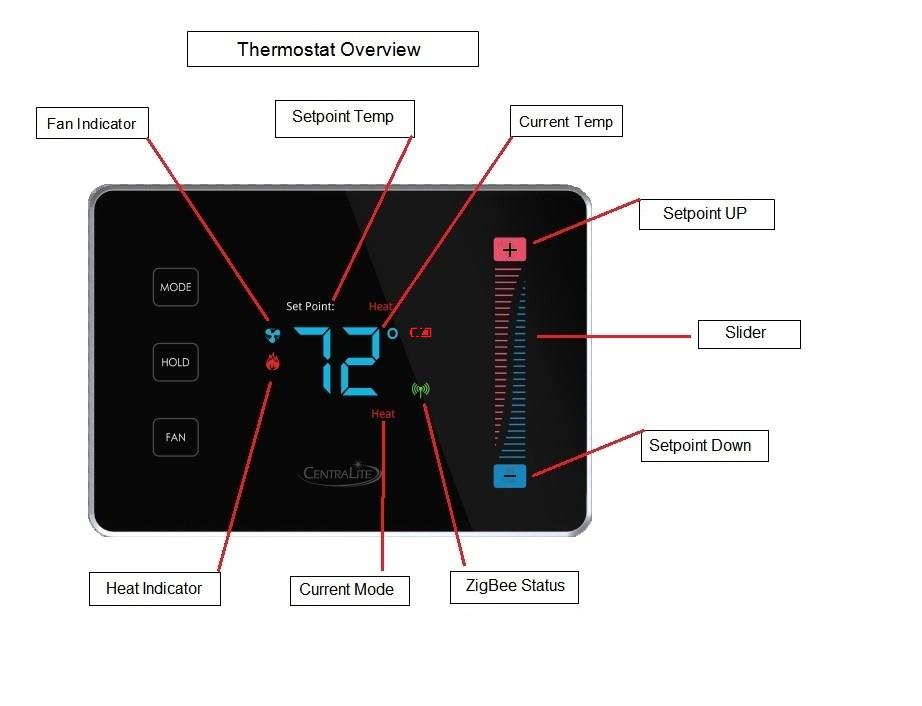 Thermostat Overview
Fan Indicator
Setpoint Temp
Current Temp
Setpoint UP
+
MODE
Set Point: Heat
72°
Slider
HOLD
Heat
FAN
Setpoint Down
−
CENTRALITE
Heat Indicator
Current Mode
ZigBee Status